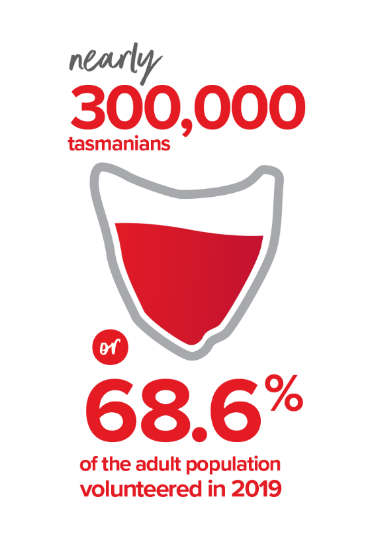 nearly
300,000
tasmanians
or
68.6%
of the adult population
volunteered in 2019